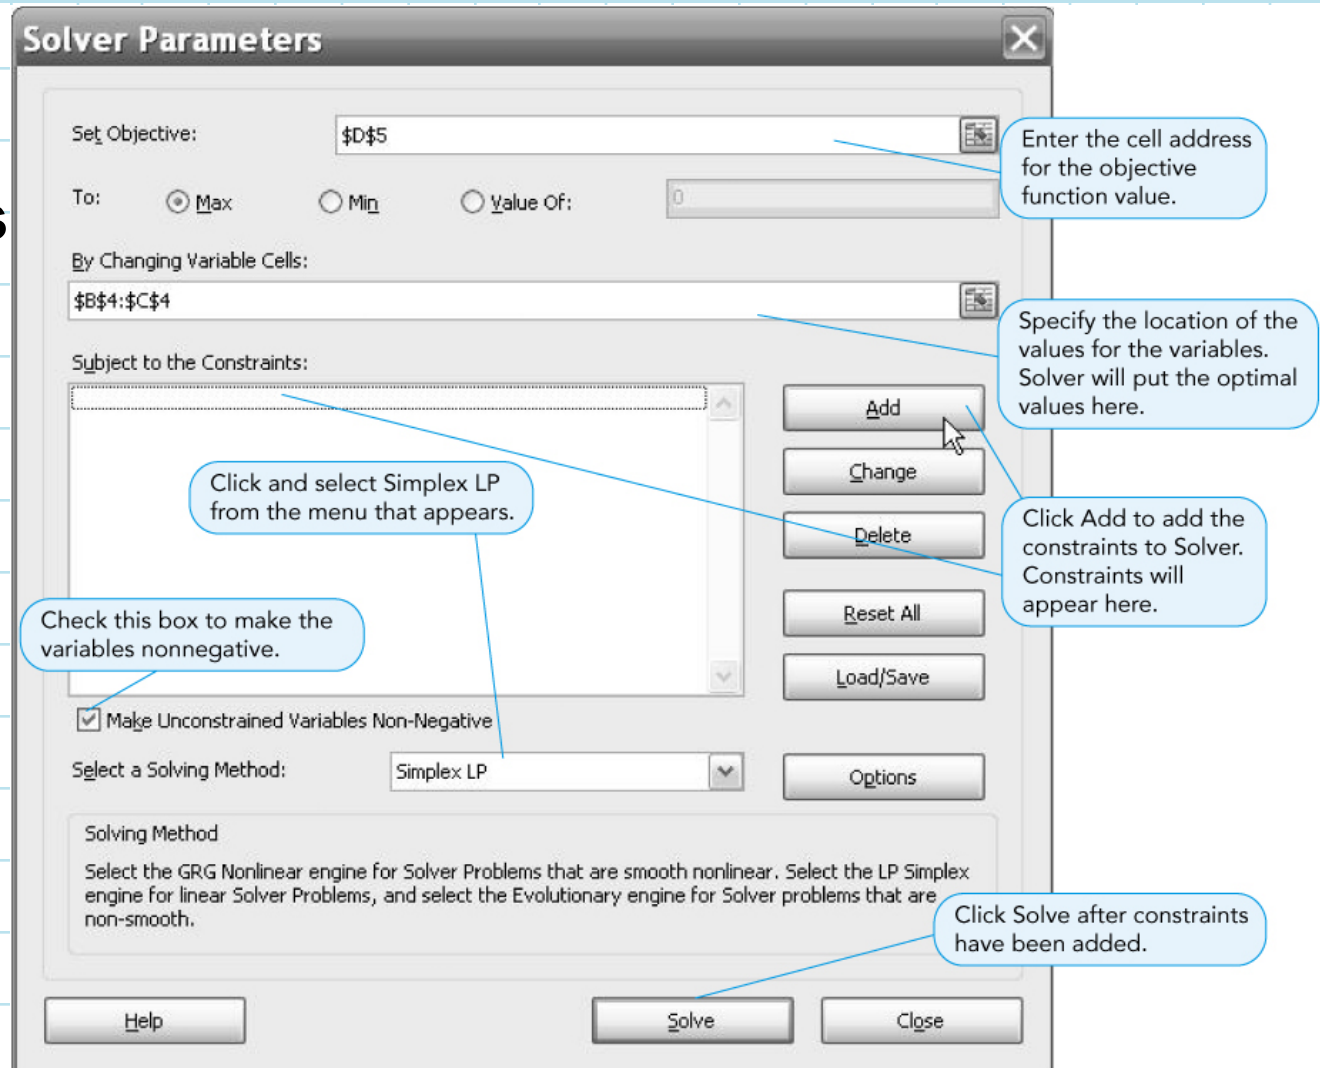 Solver Parameters
Set Objective:
$D$5
Enter the cell address
for the objective
function value.
To:
Max
Min
Value Of:
0
s
By Changing Variable Cells:
$B$4:$C$4
Specify the location of the
values for the variables.
Solver will put the optimal
values here.
Subject to the Constraints:
Add
Change
Delete
Reset All
Load/Save
Click and select Simplex LP
from the menu that appears.
Click Add to add the
constraints to Solver.
Constraints will
appear here.
Check this box to make the
variables nonnegative.
Make Unconstrained Variables Non-Negative
Select a Solving Method:
Simplex LP
Options
Solving Method
Select the GRG Nonlinear engine for Solver Problems that are smooth nonlinear. Select the LP Simplex
engine for linear Solver Problems, and select the Evolutionary engine for Solver problems that are
non-smooth.
Click Solve after constraints
have been added.
Help
Solve
Close